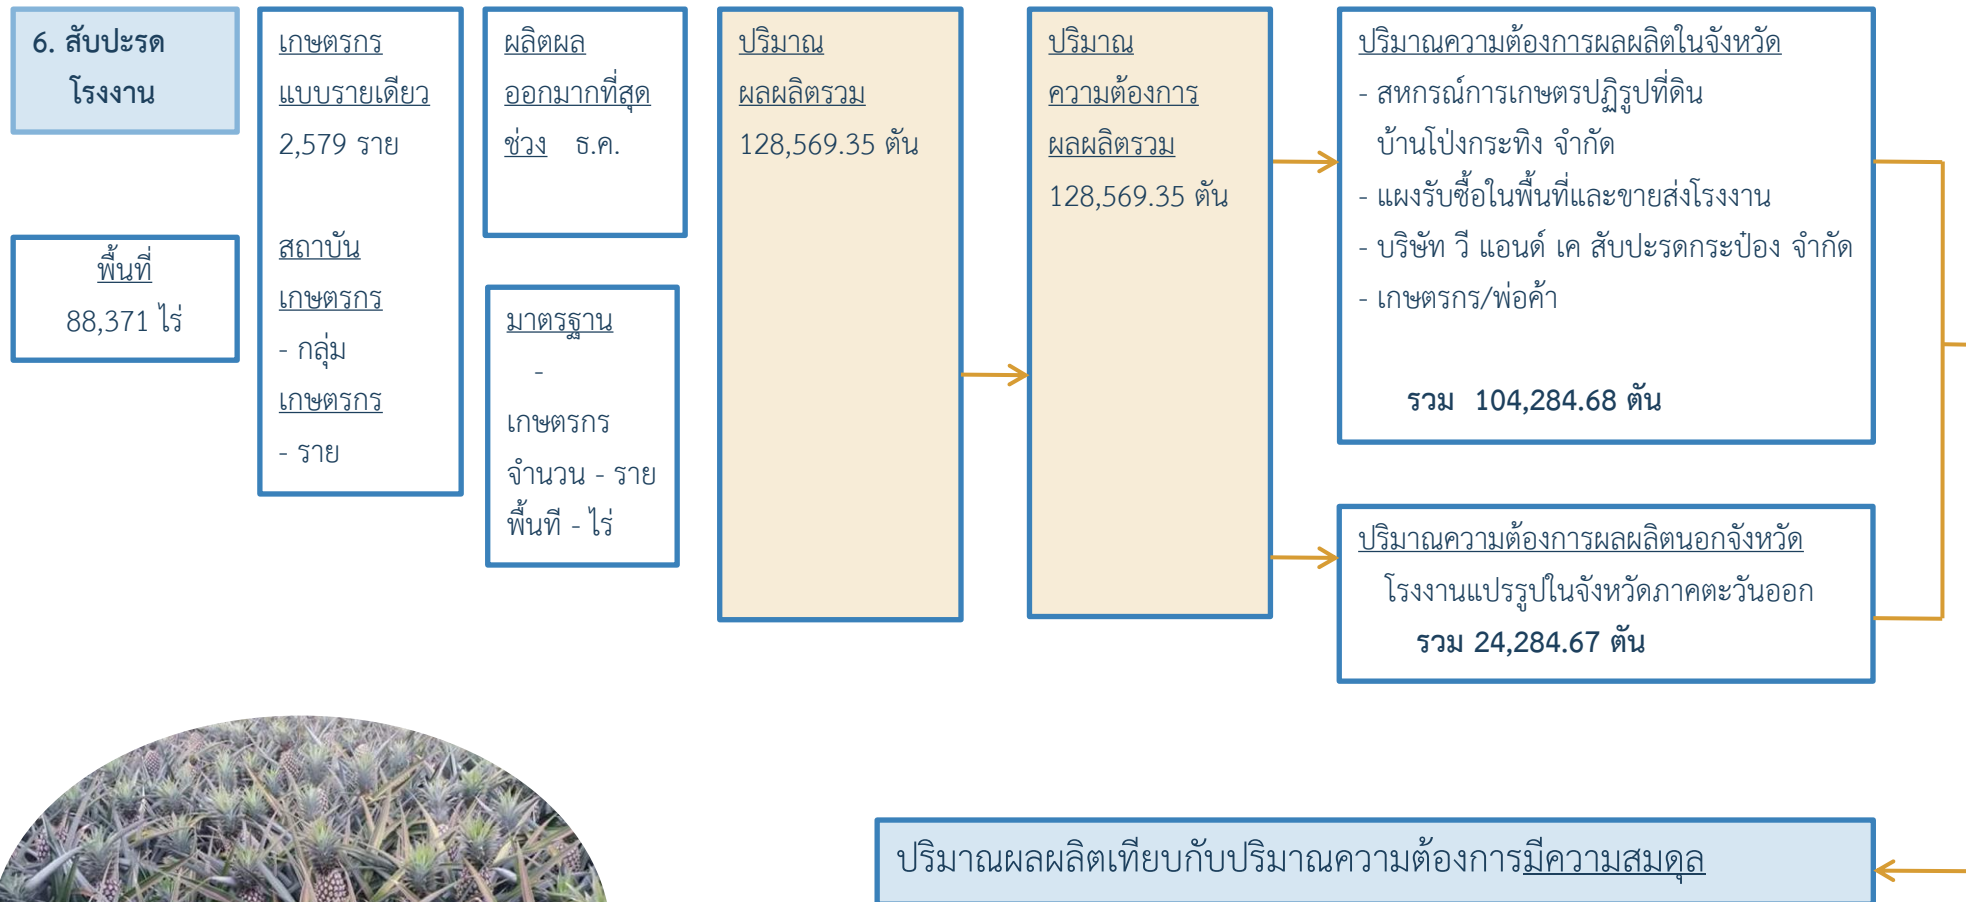 6. สับปะรด
โรงงาน
พื้นที่
88,371 ไร่
เกษตรกร
แบบรายเดียว
2,579 ราย
สถาบัน
เกษตรกร
- กลุ่ม
เกษตรกร
- ราย
ผลิตผล
ออกมากที่สุด
ช่วง ธ.ค.
มาตรฐาน
-
เกษตรกร
จำนวน - ราย
พื้นที - ไร่
ปริมาณ
ผลผลิตรวม
128,569.35 ตัน
ปริมาณ
ความต้องการ
ผลผลิตรวม
128,569.35 ตัน
ปริมาณความต้องการผลผลิตในจังหวัด
- สหกรณ์การเกษตรปฏิรูปที่ดิน
บ้านโป่งกระทิง จำกัด
- แผงรับซื้อในพื้นที่และขายส่งโรงงาน
- บริษัท วี แอนด์ เค สับปะรดกระป๋อง จำกัด
- เกษตรกร/พ่อค้า
รวม 104,284.68 ตัน
ปริมาณความต้องการผลผลิตนอกจังหวัด
โรงงานแปรรูปในจังหวัดภาคตะวันออก
รวม 24,284.67 ตัน
ปริมาณผลผลิตเทียบกับปริมาณความต้องการมีความสมดุล